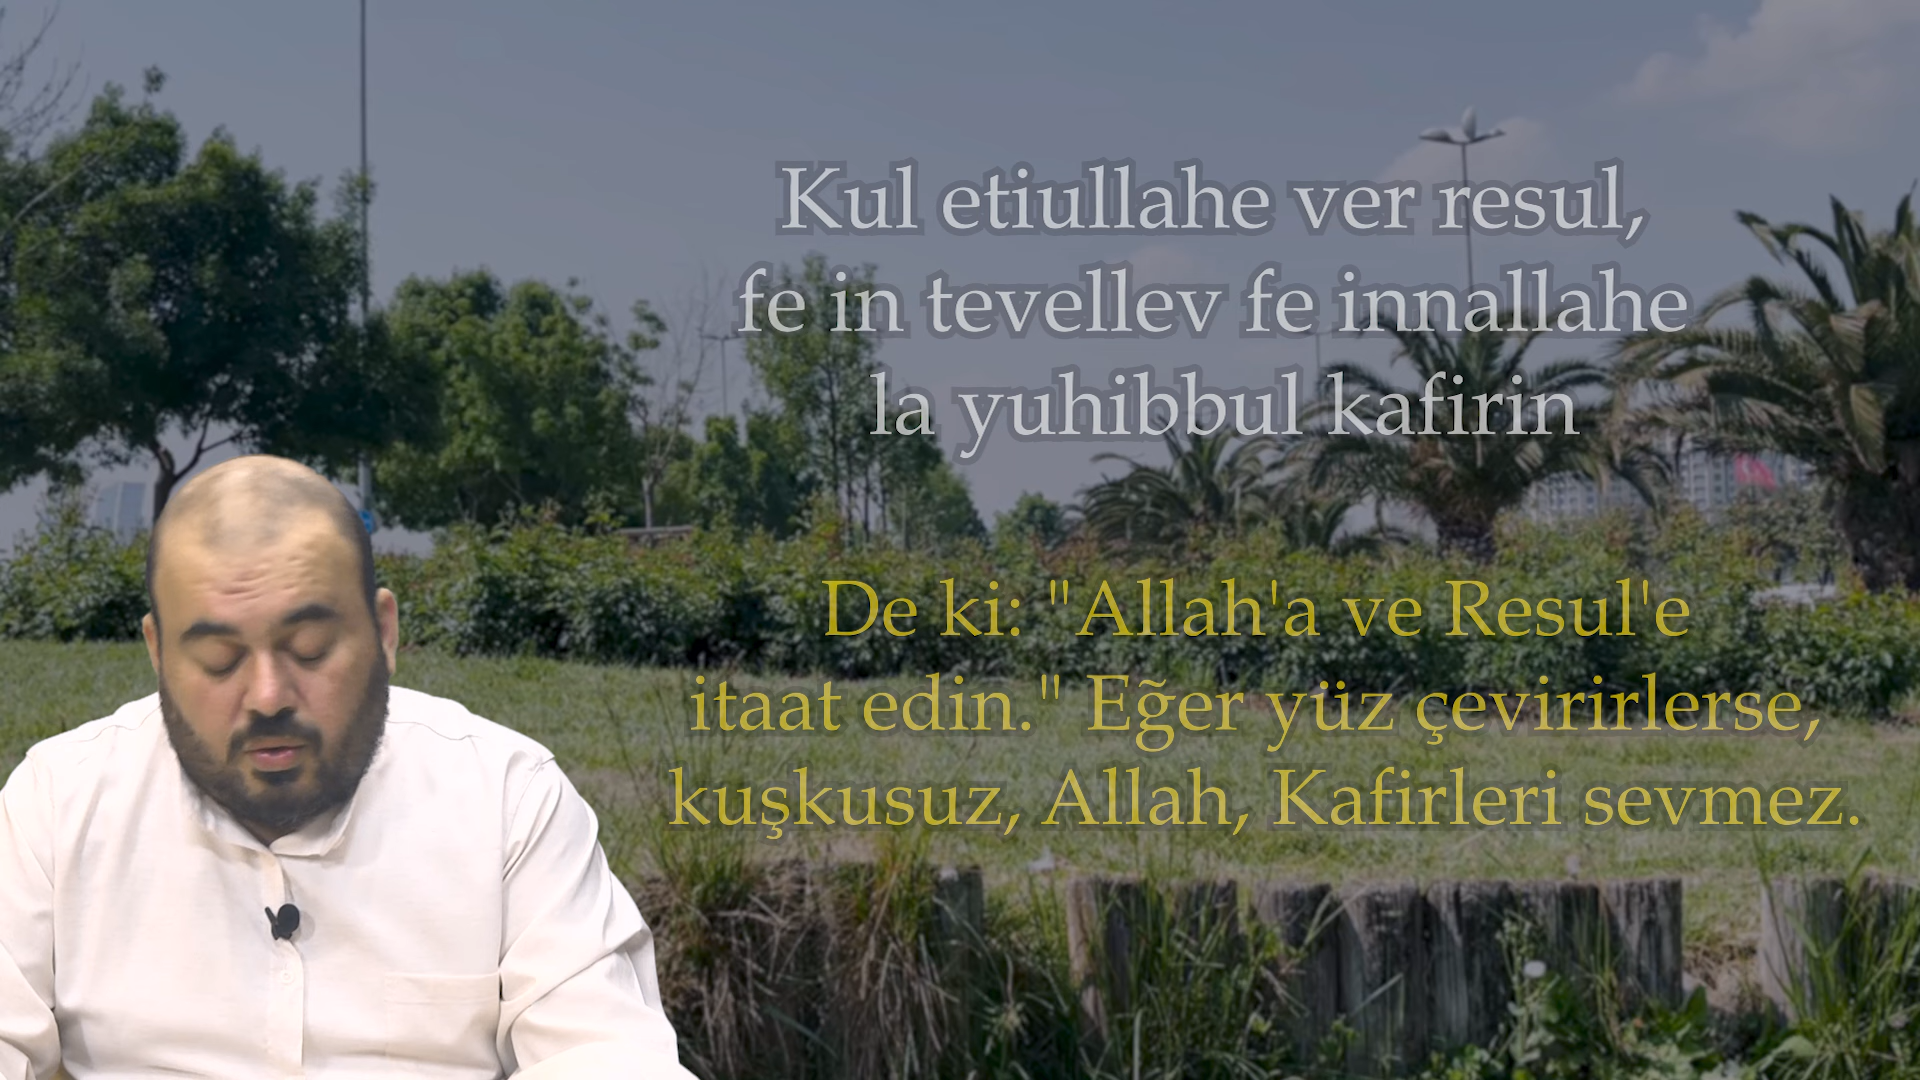 Kul etiullahe ver resul,
fe in tevellev fe innallahe
la yuhibbul kafirin
De ki: "Allah'a ve Resul'e
itaat edin." Eğer yüz çevirirlerse,
kuşkusuz, Allah, Kafirleri sevmez.